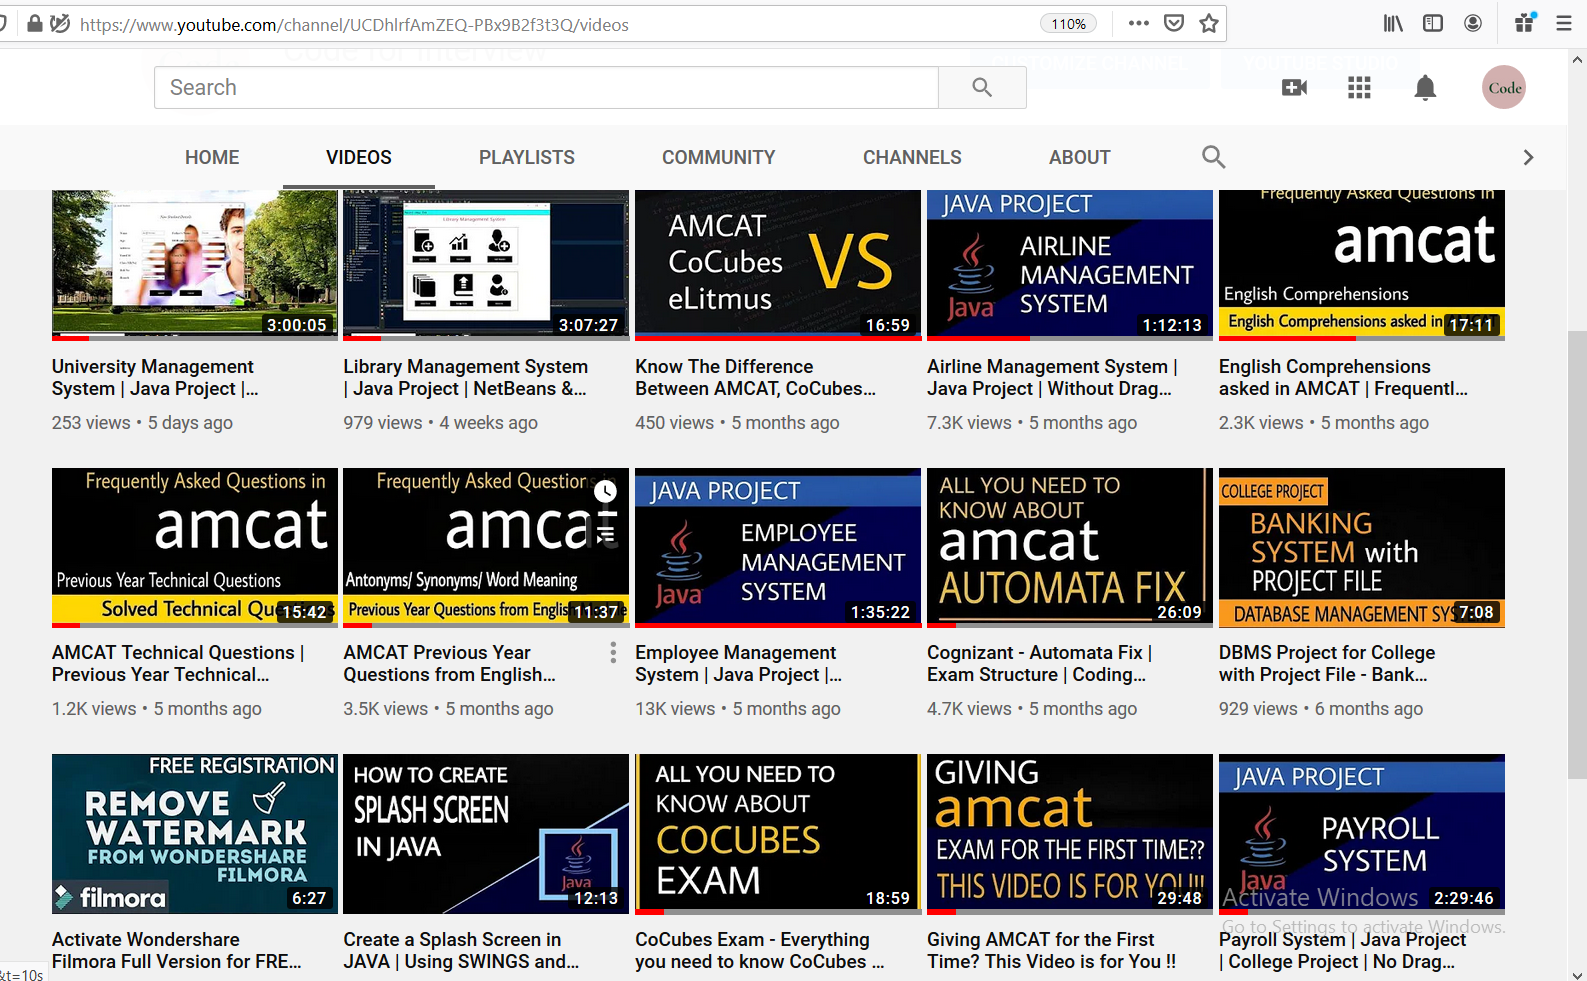 https://www.youtube.com/channel/UCDhlrfAmZEQ-PBx9B2f3t3Q/videos
110%
Code for Interview
CUSTOMIZE CHANNEL
YOUTUBE STUDIO
Search
Code
HOME
VIDEOS
PLAYLISTS
COMMUNITY
CHANNELS
ABOUT
3:00:05
Library Management System
3:07:27
AMCAT
CoCubes
eLitmus
VS
16:59
JAVA PROJECT
AIRLINE
MANAGEMENT
SYSTEM
Java
1:12:13
Frequently Asked Questions in
amcat
English Comprehensions
English Comprehensions asked in
17:11
University Management
System | Java Project |...
253 views • 5 days ago
Library Management System
| Java Project | NetBeans &...
979 views • 4 weeks ago
Know The Difference
Between AMCAT, CoCubes...
450 views • 5 months ago
Airline Management System |
Java Project | Without Drag...
7.3K views • 5 months ago
English Comprehensions
asked in AMCAT | Frequentl...
2.3K views • 5 months ago
Frequently Asked Questions in
amcat
Previous Year Technical Questions
Solved Technical Questions
15:42
Frequently Asked Questions in
amcat
Antonyms/ Synonyms/ Word Meaning
Previous Year Questions from English
11:37
JAVA PROJECT
EMPLOYEE
MANAGEMENT
SYSTEM
Java
1:35:22
ALL YOU NEED TO
KNOW ABOUT
amcat
AUTOMATA FIX
26:09
COLLEGE PROJECT
BANKING
SYSTEM with
PROJECT FILE
DATABASE MANAGEMENT SYS
7:08
AMCAT Technical Questions |
Previous Year Technical...
1.2K views • 5 months ago
AMCAT Previous Year
Questions from English...
3.5K views • 5 months ago
Employee Management
System | Java Project |...
13K views • 5 months ago
Cognizant - Automata Fix |
Exam Structure | Coding...
4.7K views • 5 months ago
DBMS Project for College
with Project File - Bank...
929 views • 6 months ago
FREE REGISTRATION
REMOVE
WATERMARK
FROM WONDERSHARE
FILMORA
filmora
6:27
HOW TO CREATE
SPLASH SCREEN
IN JAVA
Java
12:13
ALL YOU NEED TO
KNOW ABOUT
COCUBES
EXAM
18:59
GIVING
amcat
EXAM FOR THE FIRST TIME??
THIS VIDEO IS FOR YOU!!!
29:48
JAVA PROJECT
PAYROLL
SYSTEM
Java
2:29:46
Activate Windows
Go to Settings to activate Windows.
Activate Wondershare
Filmora Full Version for FRE...
Create a Splash Screen in
JAVA | Using SWINGS and...
CoCubes Exam - Everything
you need to know CoCubes ...
Giving AMCAT for the First
Time? This Video is for You !!
Payroll System | Java Project
| College Project | No Drag...
&t=10s